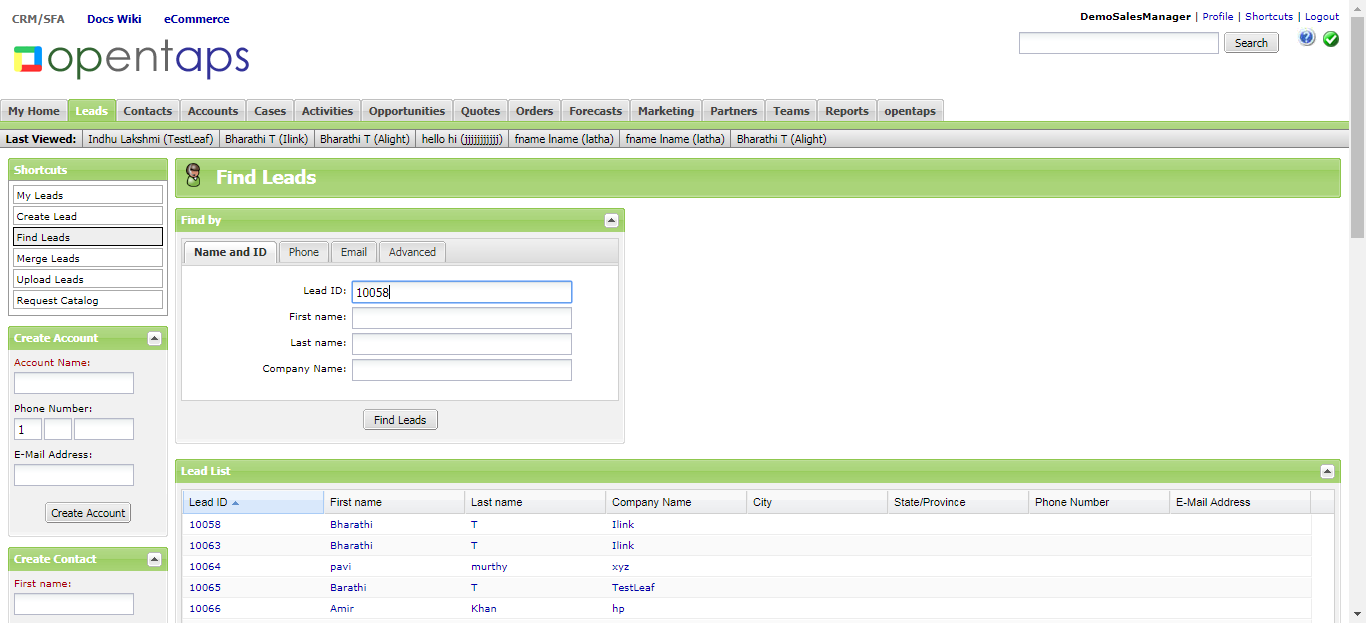 CRM/SFA Docs Wiki eCommerce
DemoSalesManager | Profile | Shortcuts | Logout
opentaps
Search
?
My Home Leads Contacts Accounts Cases Activities Opportunities Quotes Orders Forecasts Marketing Partners Teams Reports opentaps
Last Viewed: Indhu Lakshmi (TestLeaf) Bharathi T (Ilink) Bharathi T (Alight) hello hi (jjjjjjjjjjj) fname lname (latha) fname lname (latha) Bharathi T (Alight)
Shortcuts
My Leads
Create Lead
Find Leads
Merge Leads
Upload Leads
Request Catalog
Create Account
Account Name:
Phone Number:
1
E-Mail Address:
Create Account
Create Contact
First name:
Find Leads
Find by
Name and ID Phone Email Advanced
Lead ID: 10058
First name:
Last name:
Company Name:
Find Leads
Lead List
Lead ID First name Last name Company Name City State/Province Phone Number E-Mail Address
10058 Bharathi T Ilink
10063 Bharathi T Ilink
10064 pavi murthy xyz
10065 Barathi T TestLeaf
10066 Amir Khan hp